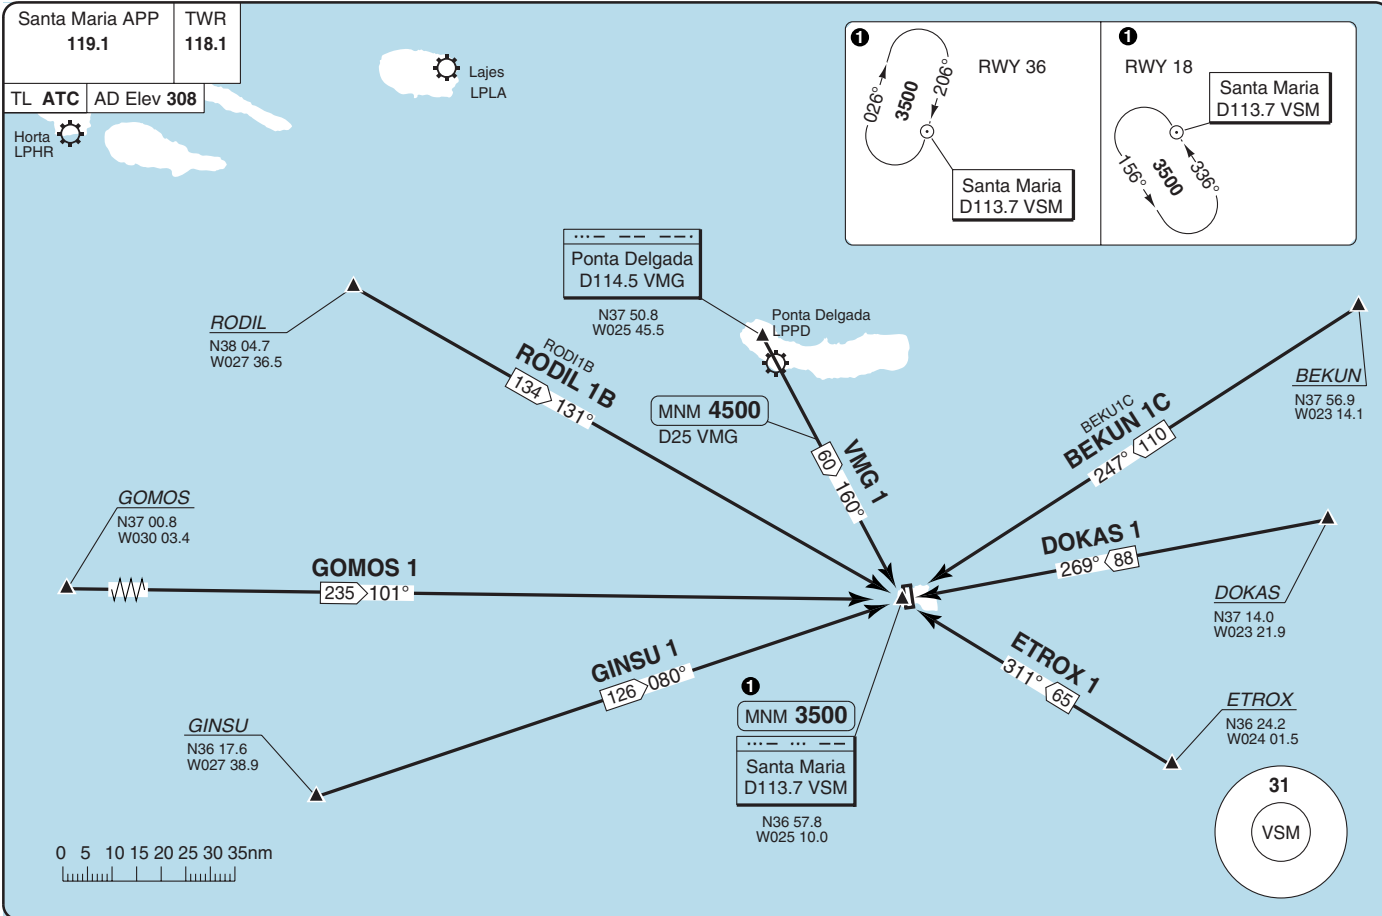 Santa Maria APP
119.1
TWR
118.1
TL ATC
AD Elev 308
Horta
LPHR
Lajes
LPLA
1
026°
3500
206°
RWY 36
Santa Maria
D113.7 VSM
1
RWY 18
Santa Maria
D113.7 VSM
156°
3500
336°
Ponta Delgada
D114.5 VMG
N37 50.8
W025 45.5
Ponta Delgada
LPPD
RODIL
N38 04.7
W027 36.5
RODI1B
RODIL 1B
134 131°
MNM 4500
D25 VMG
VMG 1
60 160°
BEKUN
N37 56.9
W023 14.1
BEKU1C
BEKUN 1C
247° 110
GOMOS
N37 00.8
W030 03.4
GOMOS 1
235 101°
DOKAS 1
269° 88
DOKAS
N37 14.0
W023 21.9
GINSU 1
126 080°
GINSU
N36 17.6
W027 38.9
ETROX 1
311° 65
ETROX
N36 24.2
W024 01.5
1
MNM 3500
Santa Maria
D113.7 VSM
N36 57.8
W025 10.0
31
VSM
0 5 10 15 20 25 30 35nm